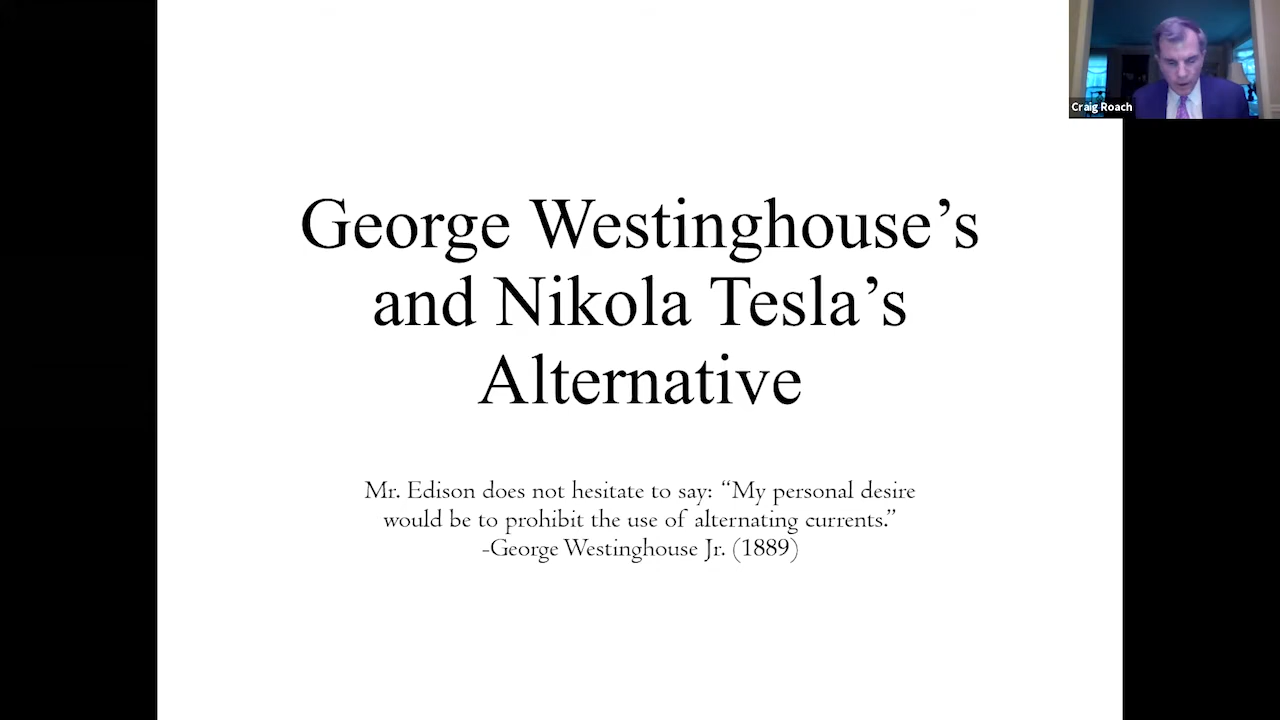 George Westinghouse’s
and Nikola Tesla’s
Alternative
Mr. Edison does not hesitate to say: “My personal desire
would be to prohibit the use of alternating currents.”
-George Westinghouse Jr. (1889)
Craig Roach